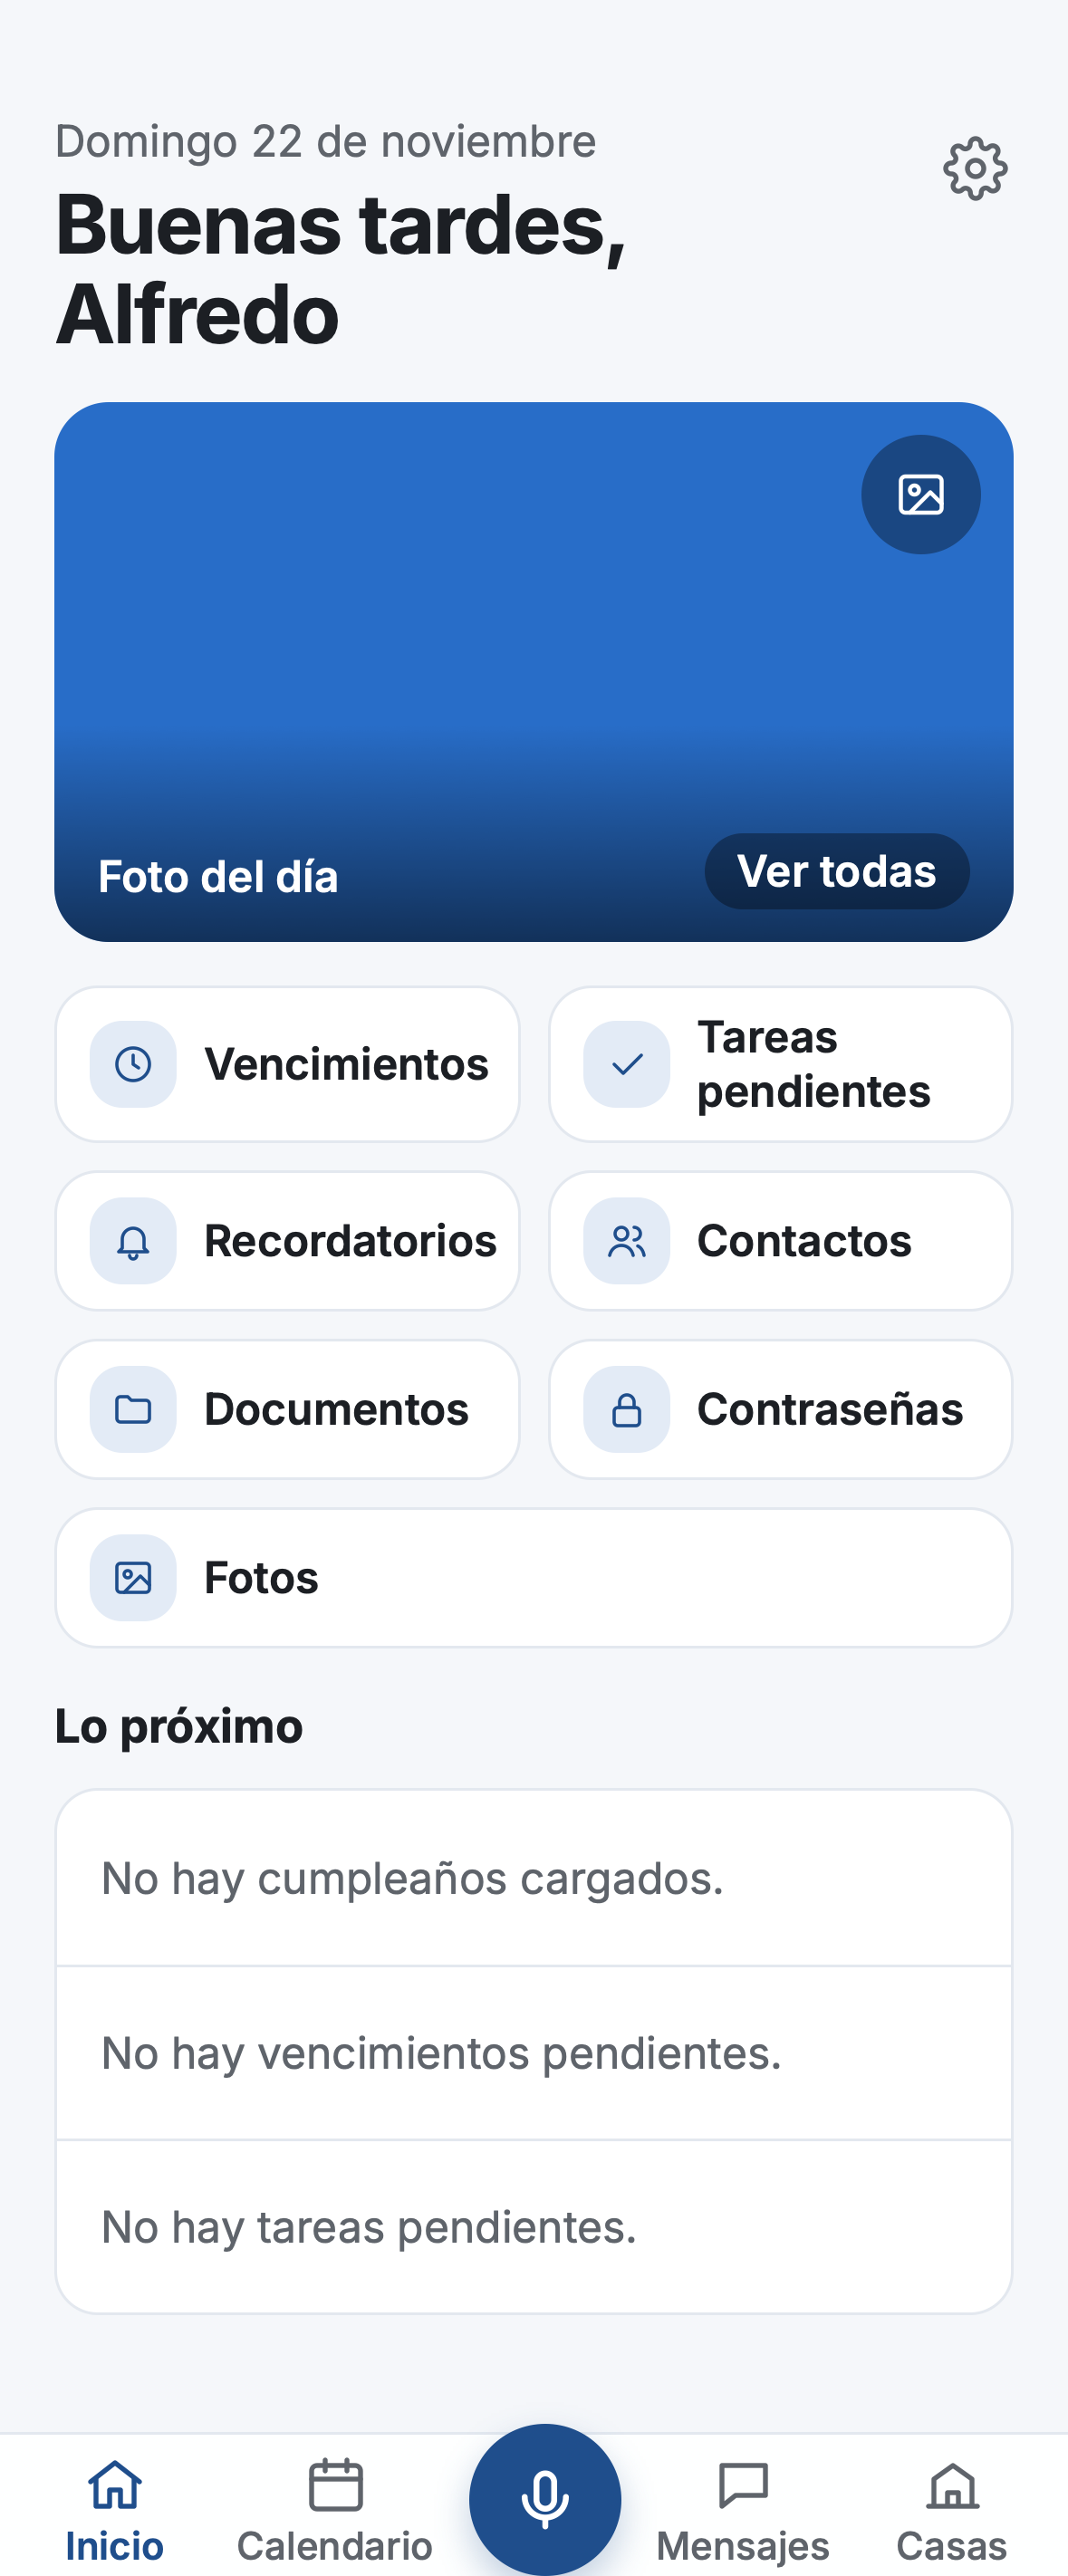 Domingo 22 de noviembre
Buenas tardes,
Alfredo
Foto del día
Ver todas
Vencimientos
Tareas
pendientes
Recordatorios
Contactos
Documentos
Contraseñas
Fotos
Lo próximo
No hay cumpleaños cargados.
No hay vencimientos pendientes.
No hay tareas pendientes.
Inicio
Calendario
Mensajes
Casas